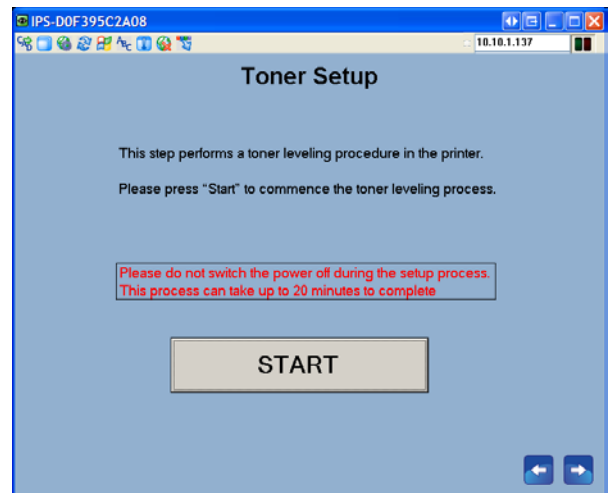 IPS-D0F395C2A08
10.10.1.137
Toner Setup
This step performs a toner leveling procedure in the printer.
Please press "Start" to commence the toner leveling process.
Please do not switch the power off during the setup process.
This process can take up to 20 minutes to complete
START